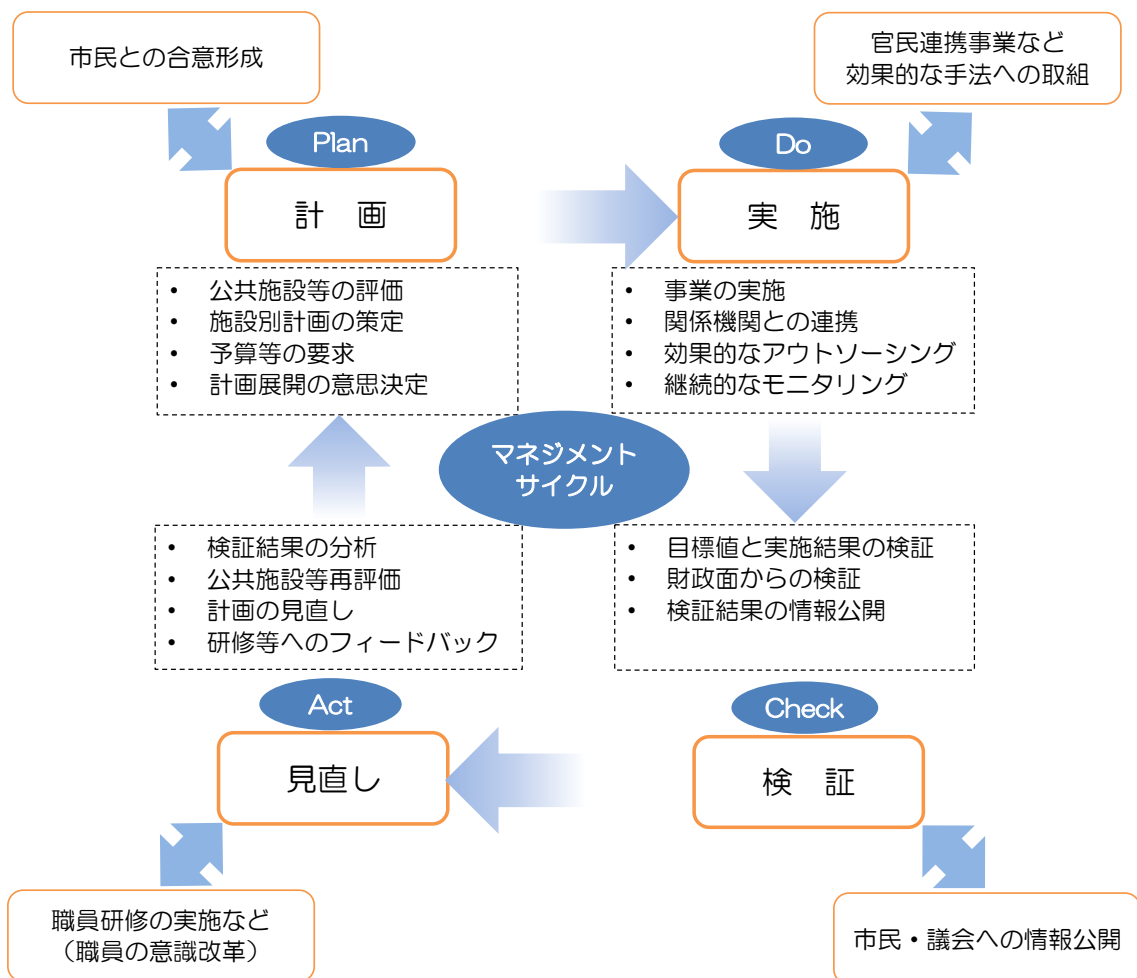 市民との合意形成
官民連携事業など
効果的な手法への取組
Plan
計　画
Do
実　施
• 公共施設等の評価
• 施設別計画の策定
• 予算等の要求
• 計画展開の意思決定
• 事業の実施
• 関係機関との連携
• 効果的なアウトソーシング
• 継続的なモニタリング
マネジメント
サイクル
• 検証結果の分析
• 公共施設等再評価
• 計画の見直し
• 研修等へのフィードバック
• 目標値と実施結果の検証
• 財政面からの検証
• 検証結果の情報公開
Act
見直し
Check
検　証
職員研修の実施など
（職員の意識改革）
市民・議会への情報公開